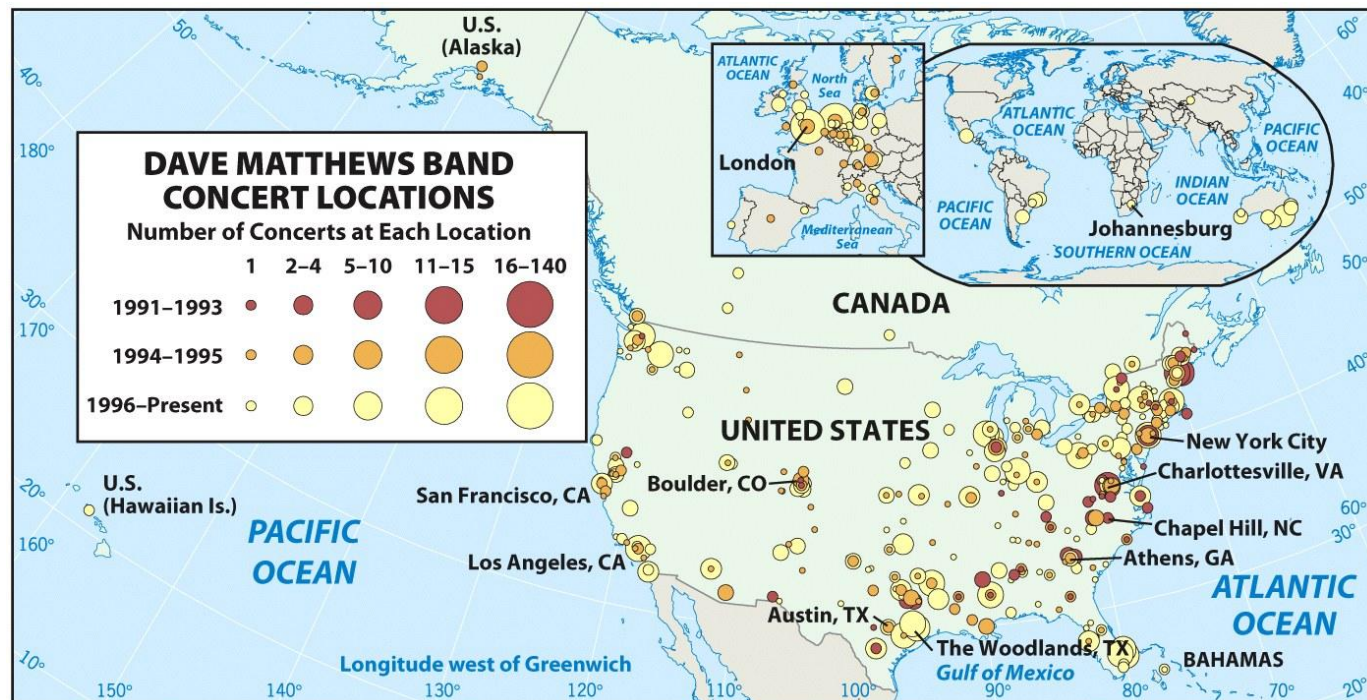 U.S.
(Alaska)
50°
40°
180°
30°
170°
20°
160°
10°
60°
40°
50°
50°
40°
30°
60°
20°
DAVE MATTHEWS BAND
CONCERT LOCATIONS
Number of Concerts at Each Location
1 2–4 5–10 11–15 16–140
1991–1993
1994–1995
1996–Present
ATLANTIC
OCEAN
North
Sea
London
Mediterranean
Sea
ATLANTIC
OCEAN
PACIFIC
OCEAN
INDIAN
OCEAN
PACIFIC
OCEAN
Johannesburg
SOUTHERN OCEAN
CANADA
UNITED STATES
New York City
Charlottesville, VA
Boulder, CO
San Francisco, CA
Chapel Hill, NC
Los Angeles, CA
Athens, GA
U.S.
(Hawaiian Is.)
PACIFIC
OCEAN
ATLANTIC
OCEAN
Austin, TX
The Woodlands, TX
Gulf of Mexico
BAHAMAS
Longitude west of Greenwich
150° 140° 130° 120° 110° 100° 90° 80° 70°